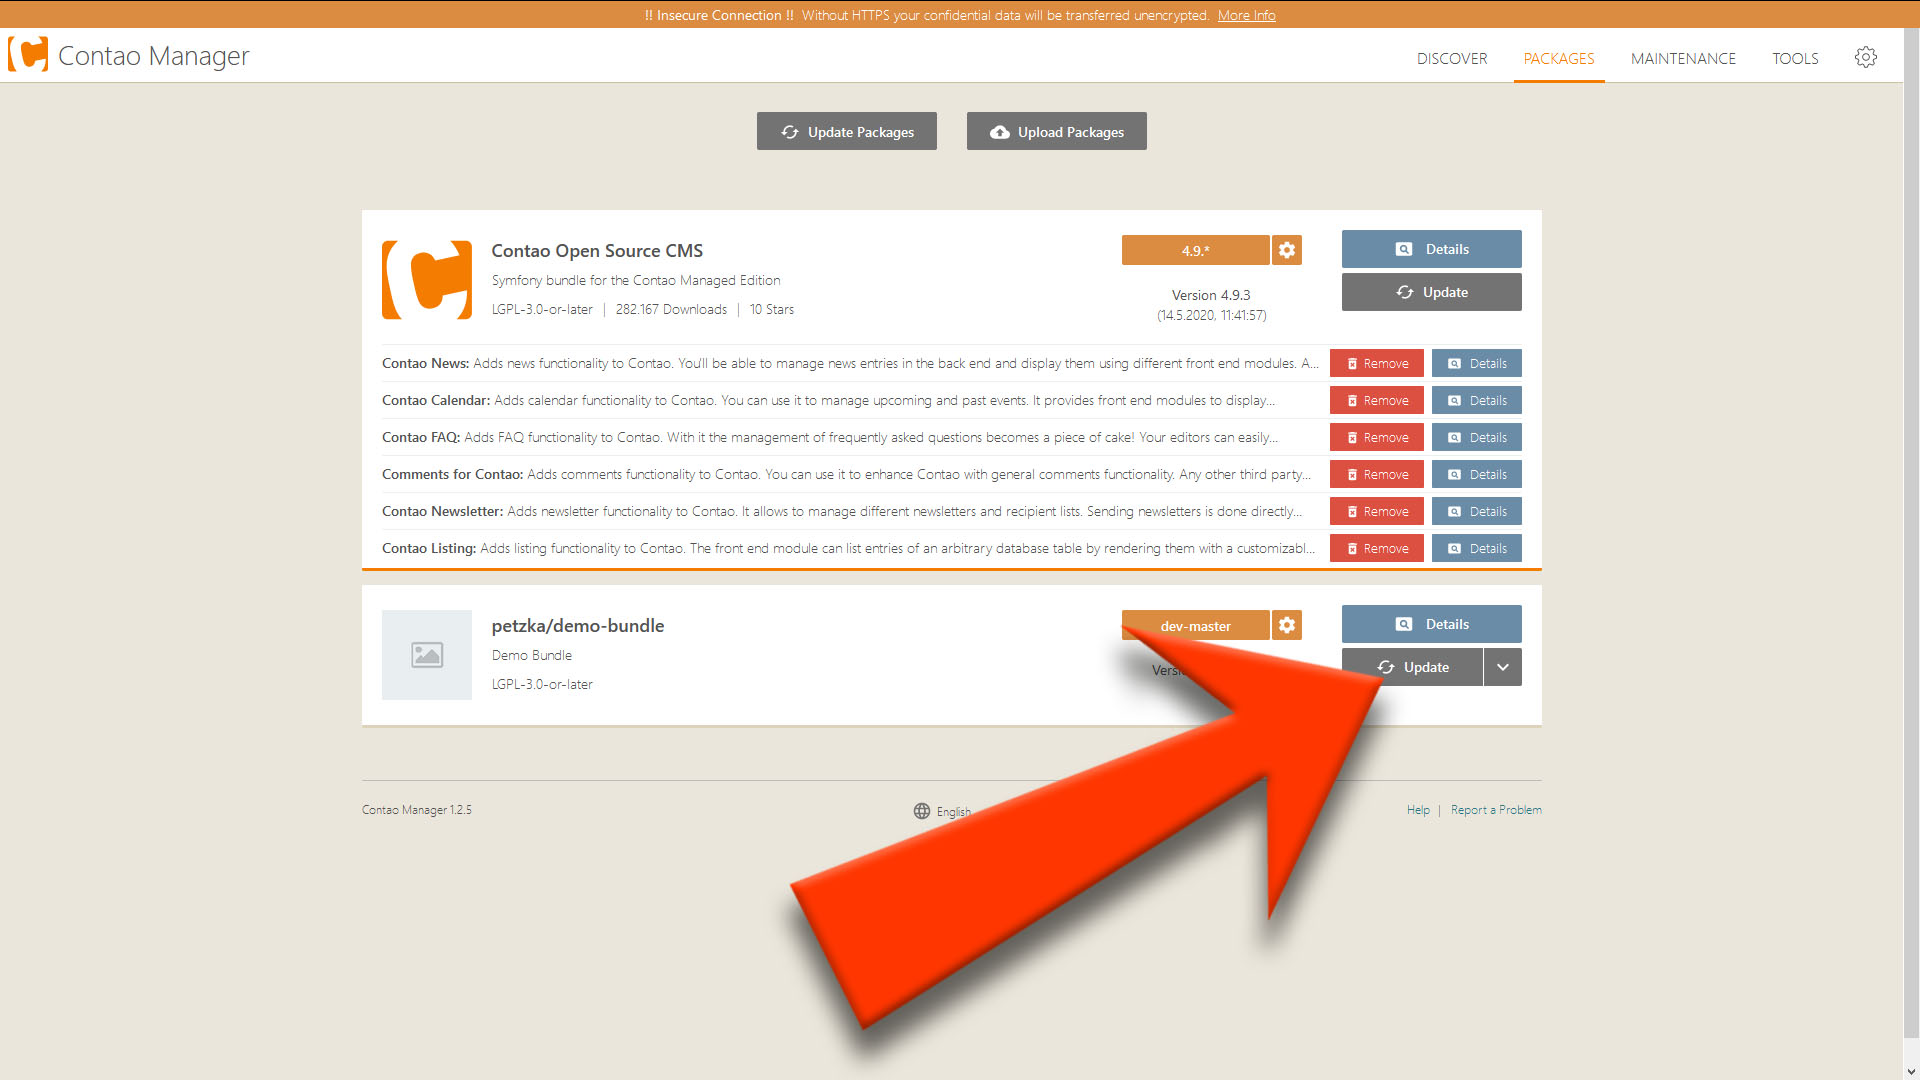 !! Insecure Connection !! Without HTTPS your confidential data will be transferred unencrypted. More Info
Contao Manager
DISCOVER PACKAGES MAINTENANCE TOOLS
Update Packages Upload Packages
Contao Open Source CMS
Symfony bundle for the Contao Managed Edition
LGPL-3.0-or-later | 282.167 Downloads | 10 Stars
4.9.*
Version 4.9.3
(14.5.2020, 11:41:57)
Details
Update
Contao News: Adds news functionality to Contao. You'll be able to manage news entries in the back end and display them using different front end modules. A... Remove Details
Contao Calendar: Adds calendar functionality to Contao. You can use it to manage upcoming and past events. It provides front end modules to display... Remove Details
Contao FAQ: Adds FAQ functionality to Contao. With it the management of frequently asked questions becomes a piece of cake! Your editors can easily... Remove Details
Comments for Contao: Adds comments functionality to Contao. You can use it to enhance Contao with general comments functionality. Any other third party... Remove Details
Contao Newsletter: Adds newsletter functionality to Contao. It allows to manage different newsletters and recipient lists. Sending newsletters is done directly... Remove Details
Contao Listing: Adds listing functionality to Contao. The front end module can list entries of an arbitrary database table by rendering them with a customizabl... Remove Details
petzka/demo-bundle
Demo Bundle
LGPL-3.0-or-later
dev-master
Details
Update
Contao Manager 1.2.5
English
Help | Report a Problem